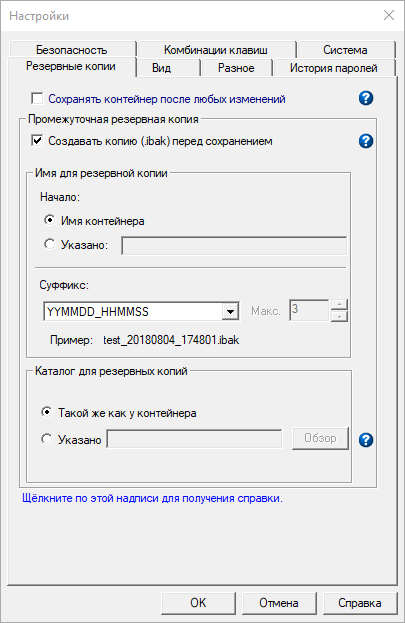 Настройки
Безопасность Комбинации клавиш Система
Резервные копии Вид Разное История паролей
Сохранять контейнер после любых изменений ?
Промежуточная резервная копия
Создавать копию (.ibak) перед сохранением ?
Имя для резервной копии
Начало:
Имя контейнера
Указано:
Суффикс:
YYMMDD_HHMMSS Макс. 3
Пример: test_20180804_174801.ibak
Каталог для резервных копий
Такой же как у контейнера
Указано Обзор ?
Щёлкните по этой надписи для получения справки.
OK Отмена Справка